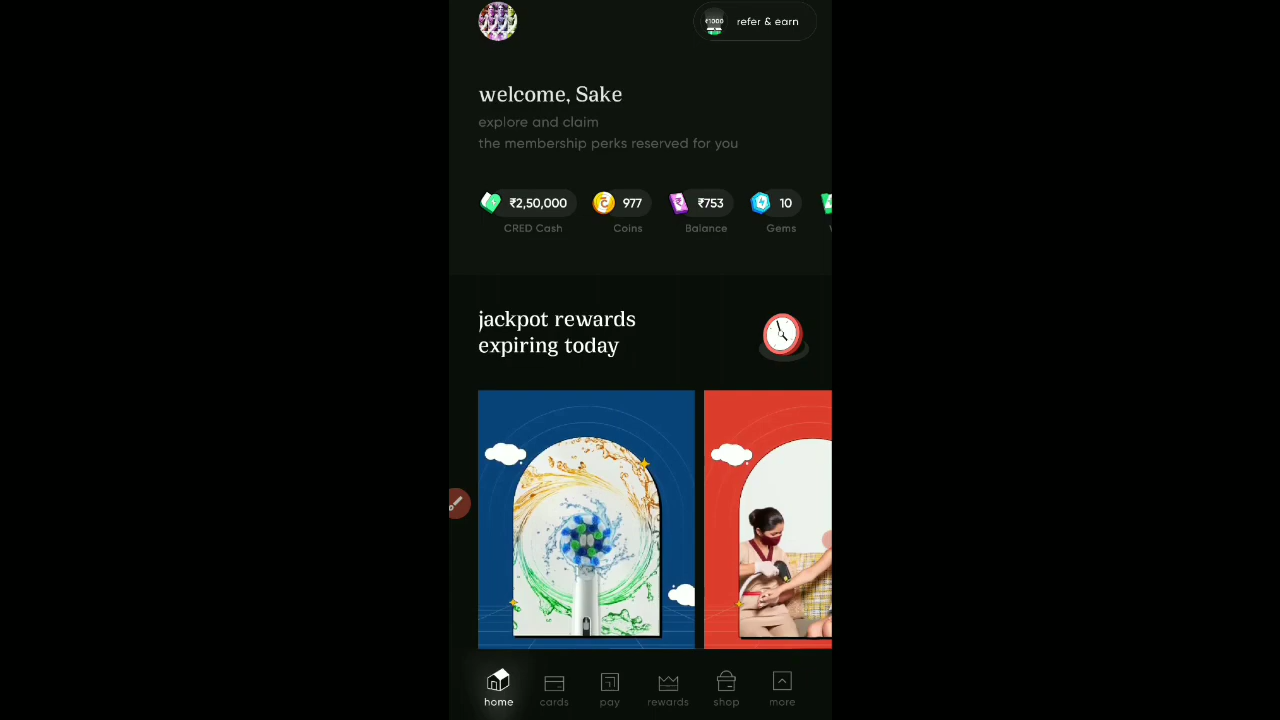 ₹1000 refer & earn
welcome, Sake
explore and claim
the membership perks reserved for you
₹2,50,000 977 ₹753 10
CRED Cash Coins Balance Gems
jackpot rewards
expiring today
home cards pay rewards shop more